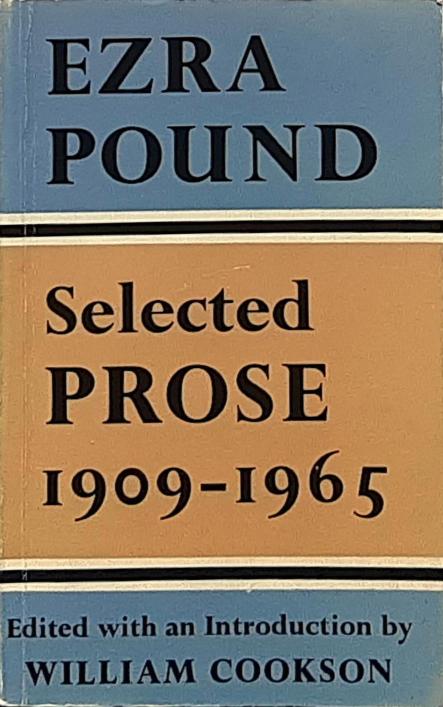 EZRA
POUND
Selected
PROSE
1909-1965
Edited with an Introduction by
WILLIAM COOKSON